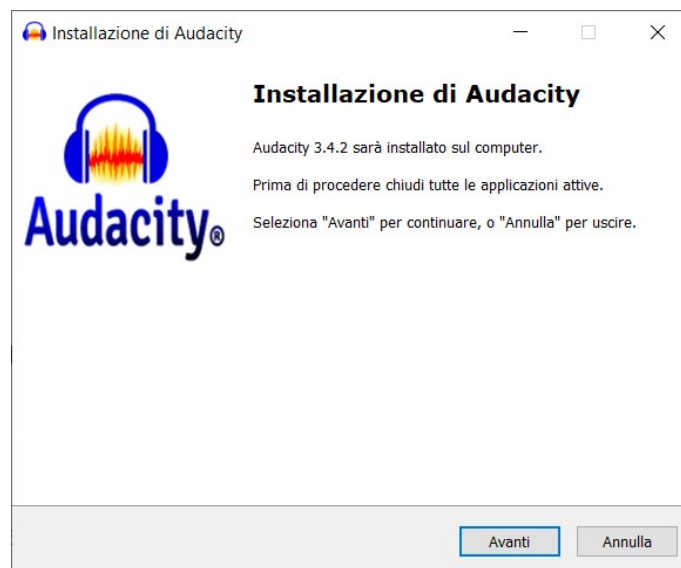 Installazione di Audacity
Installazione di Audacity
Audacity 3.4.2 sarà installato sul computer.
Prima di procedere chiudi tutte le applicazioni attive.
Seleziona "Avanti" per continuare, o "Annulla" per uscire.
Audacity®
Avanti
Annulla